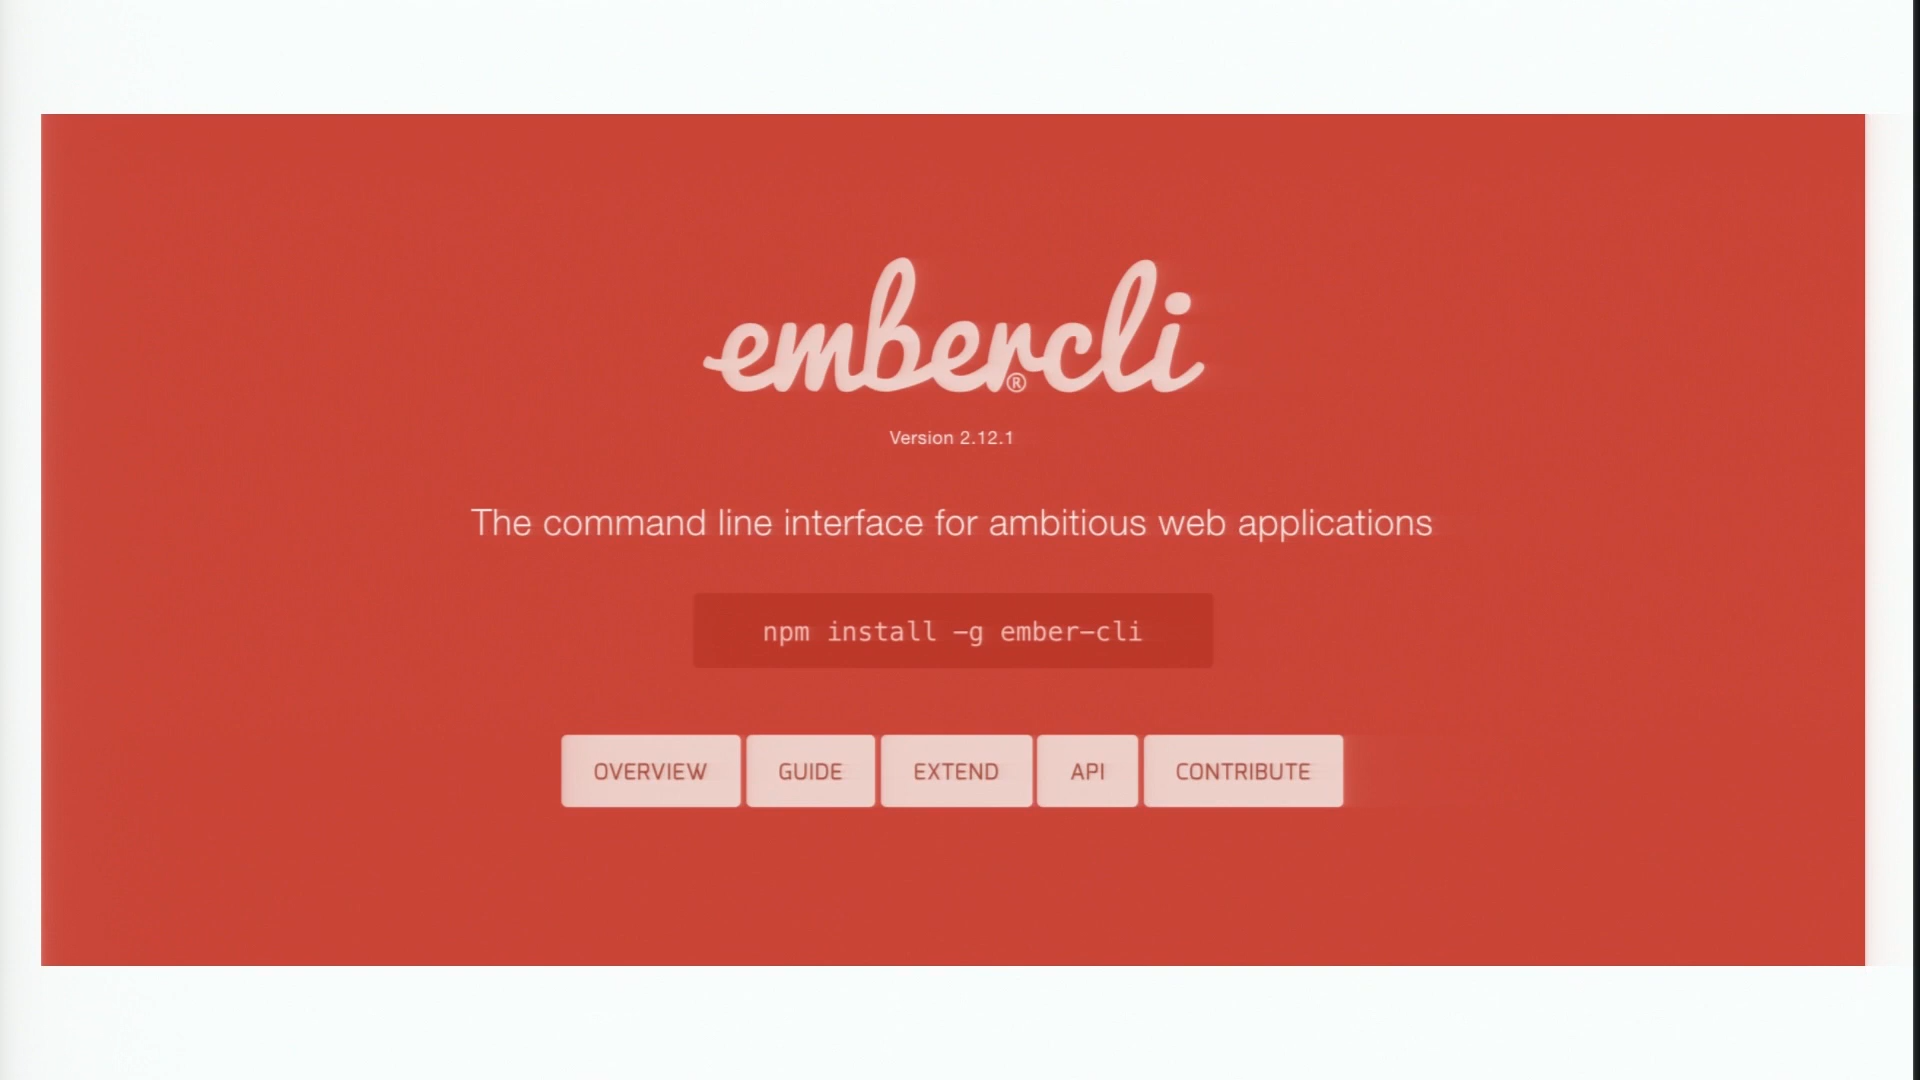 embercli®
Version 2.12.1
The command line interface for ambitious web applications
npm install -g ember-cli
OVERVIEW GUIDE EXTEND API CONTRIBUTE